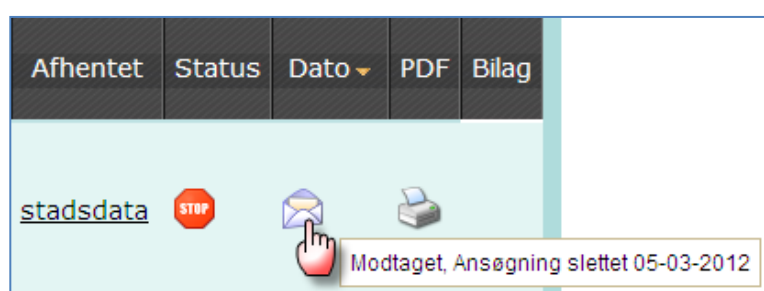 Afhentet Status Dato PDF Bilag
stadsdata STOP
Modtaget, Ansøgning slettet 05-03-2012